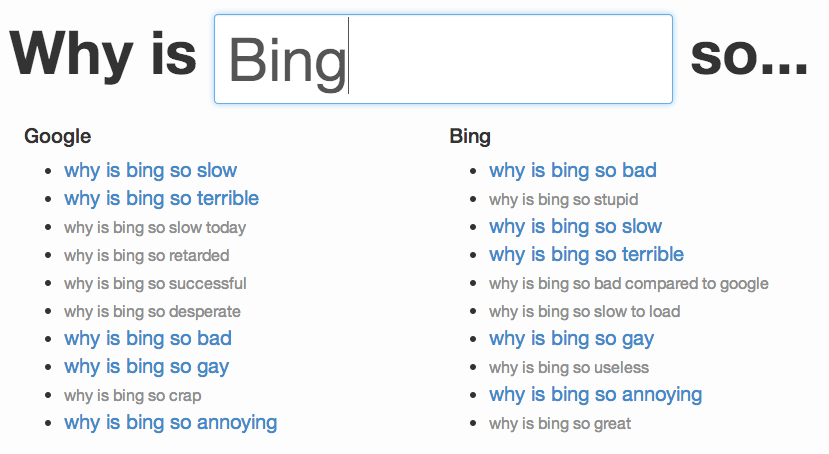 Why is Bing so...
Google
why is bing so slow
why is bing so terrible
why is bing so slow today
why is bing so retarded
why is bing so successful
why is bing so desperate
why is bing so bad
why is bing so gay
why is bing so crap
why is bing so annoying
Bing
why is bing so bad
why is bing so stupid
why is bing so slow
why is bing so terrible
why is bing so bad compared to google
why is bing so slow to load
why is bing so gay
why is bing so useless
why is bing so annoying
why is bing so great